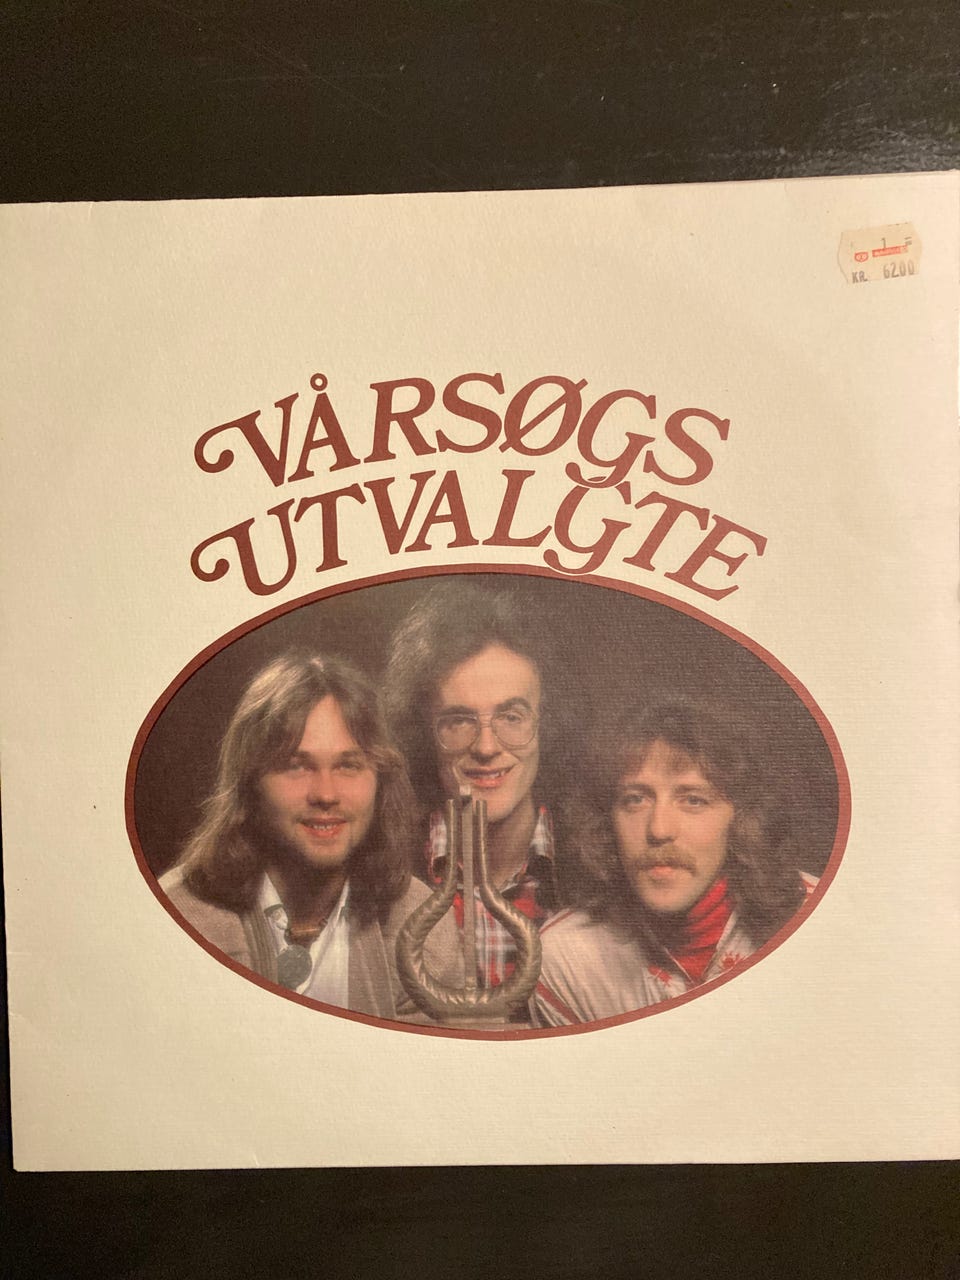 KR. 6200
VÅRSØGS
UTVALGTE